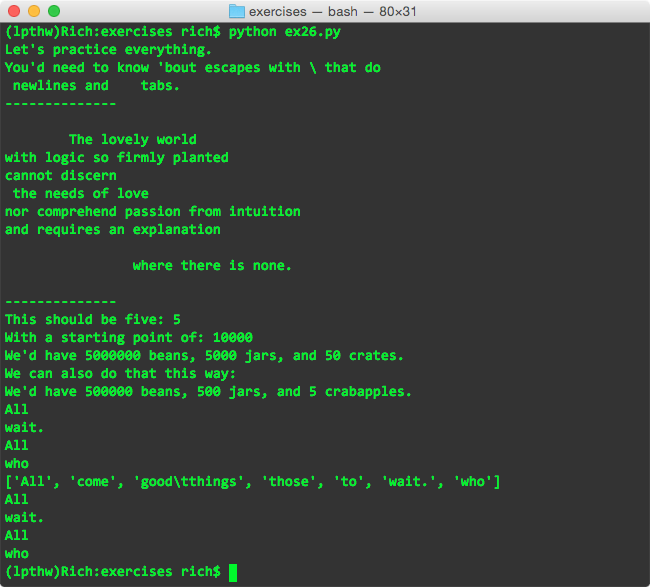 exercises — bash — 80×31
(lpthw)Rich:exercises rich$ python ex26.py
Let's practice everything.
You'd need to know 'bout escapes with \ that do
 newlines and    tabs.
--------------
        The lovely world
with logic so firmly planted
cannot discern
 the needs of love
nor comprehend passion from intuition
and requires an explanation
                where there is none.
--------------
This should be five: 5
With a starting point of: 10000
We'd have 5000000 beans, 5000 jars, and 50 crates.
We can also do that this way:
We'd have 500000 beans, 500 jars, and 5 crabapples.
All
wait.
All
who
['All', 'come', 'good\tthings', 'those', 'to', 'wait.', 'who']
All
wait.
All
who
(lpthw)Rich:exercises rich$